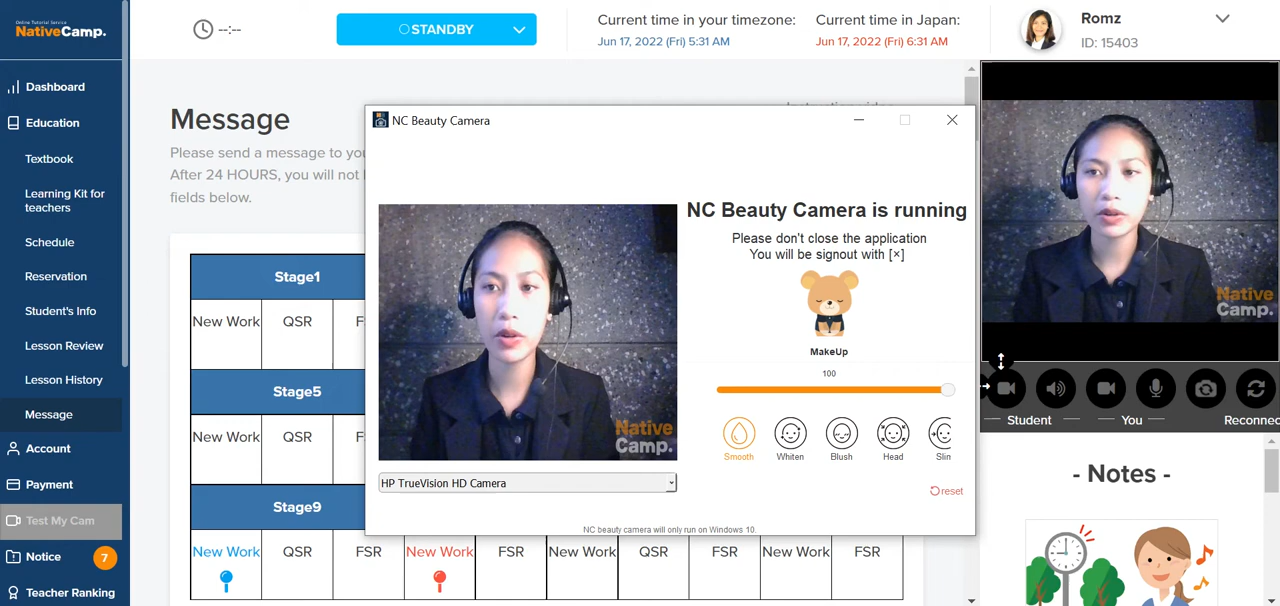 Online Tutorial Service
NativeCamp.
--:--
STANDBY
Current time in your timezone:
Jun 17, 2022 (Fri) 5:31 AM
Current time in Japan:
Jun 17, 2022 (Fri) 6:31 AM
Romz
ID: 15403
Dashboard
Education
Textbook
Learning Kit for
teachers
Schedule
Reservation
Student's Info
Lesson Review
Lesson History
Message
Account
Payment
Test My Cam
Notice
7
Teacher Ranking
Message
Please send a message to you
After 24 HOURS, you will not
fields below.
Stage1
New Work QSR
Stage5
New Work QSR
Stage9
New Work QSR FSR New Work FSR New Work QSR FSR New Work FSR
NC Beauty Camera
Native
Camp.
HP TrueVision HD Camera
NC Beauty Camera is running
Please don't close the application
You will be signout with [×]
MakeUp
100
Smooth Whiten Blush Head Slin
reset
NC beauty camera will only run on Windows 10.
Native
Camp.
Student You Reconnec
- Notes -